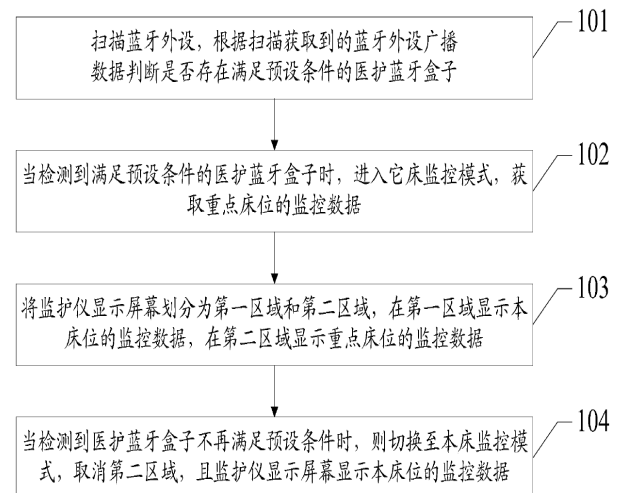 101
扫描蓝牙外设，根据扫描获取到的蓝牙外设广播
数据判断是否存在满足预设条件的医护蓝牙盒子
102
当检测到满足预设条件的医护蓝牙盒子时，进入它床监控模式，获
取重点床位的监控数据
103
将监护仪显示屏幕划分为第一区域和第二区域，在第一区域显示本
床位的监控数据，在第二区域显示重点床位的监控数据
104
当检测到医护蓝牙盒子不再满足预设条件时，则切换至本床监控模
式，取消第二区域，且监护仪显示屏幕显示本床位的监控数据